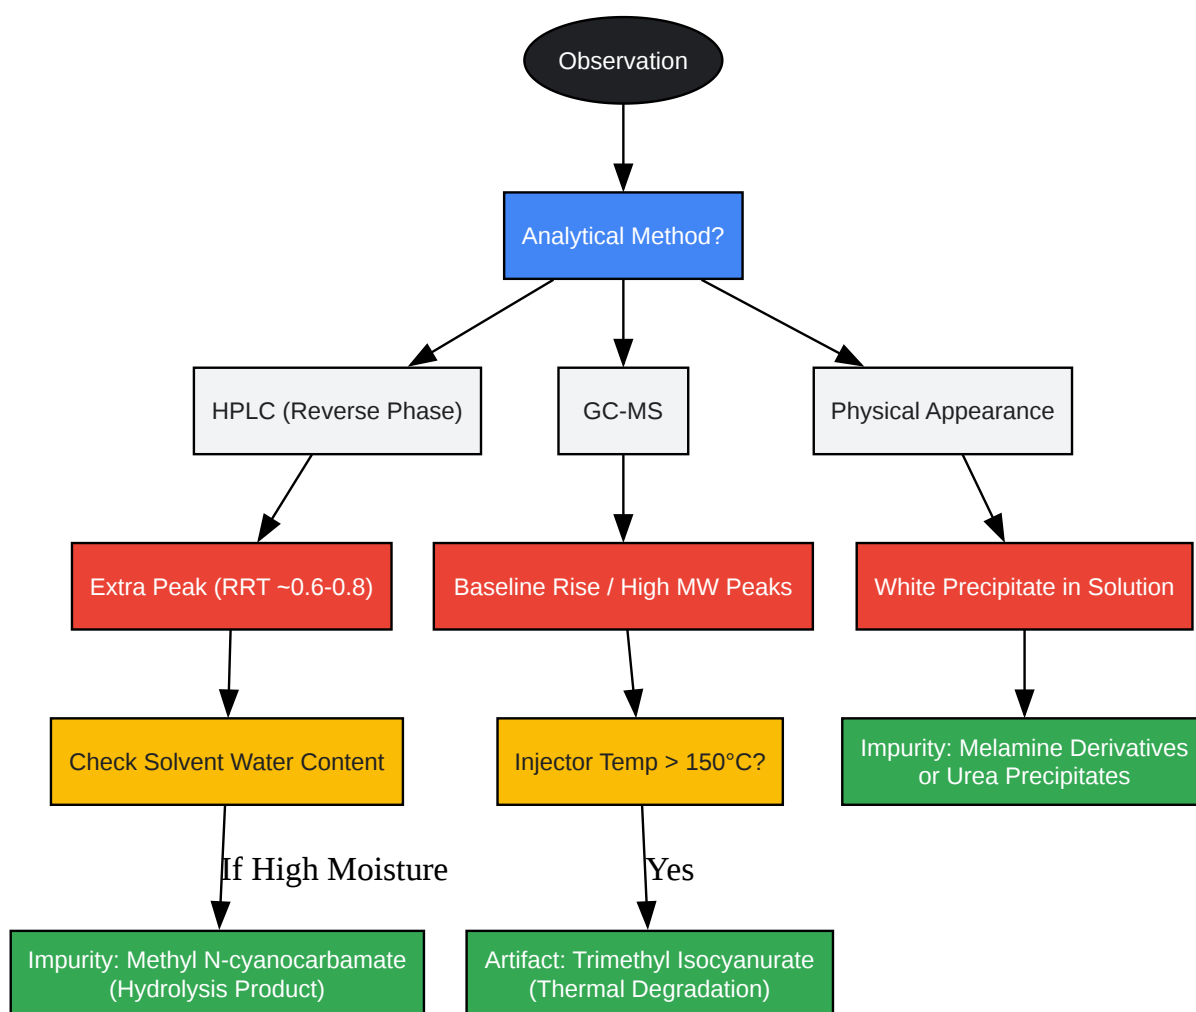 Observation
Analytical Method?
HPLC (Reverse Phase)
GC-MS
Physical Appearance
Extra Peak (RRT ~0.6-0.8)
Baseline Rise / High MW Peaks
White Precipitate in Solution
Check Solvent Water Content
Injector Temp > 150°C?
Impurity: Melamine Derivatives
or Urea Precipitates
If High Moisture
Yes
Impurity: Methyl N-cyanocarbamate
(Hydrolysis Product)
Artifact: Trimethyl Isocyanurate
(Thermal Degradation)